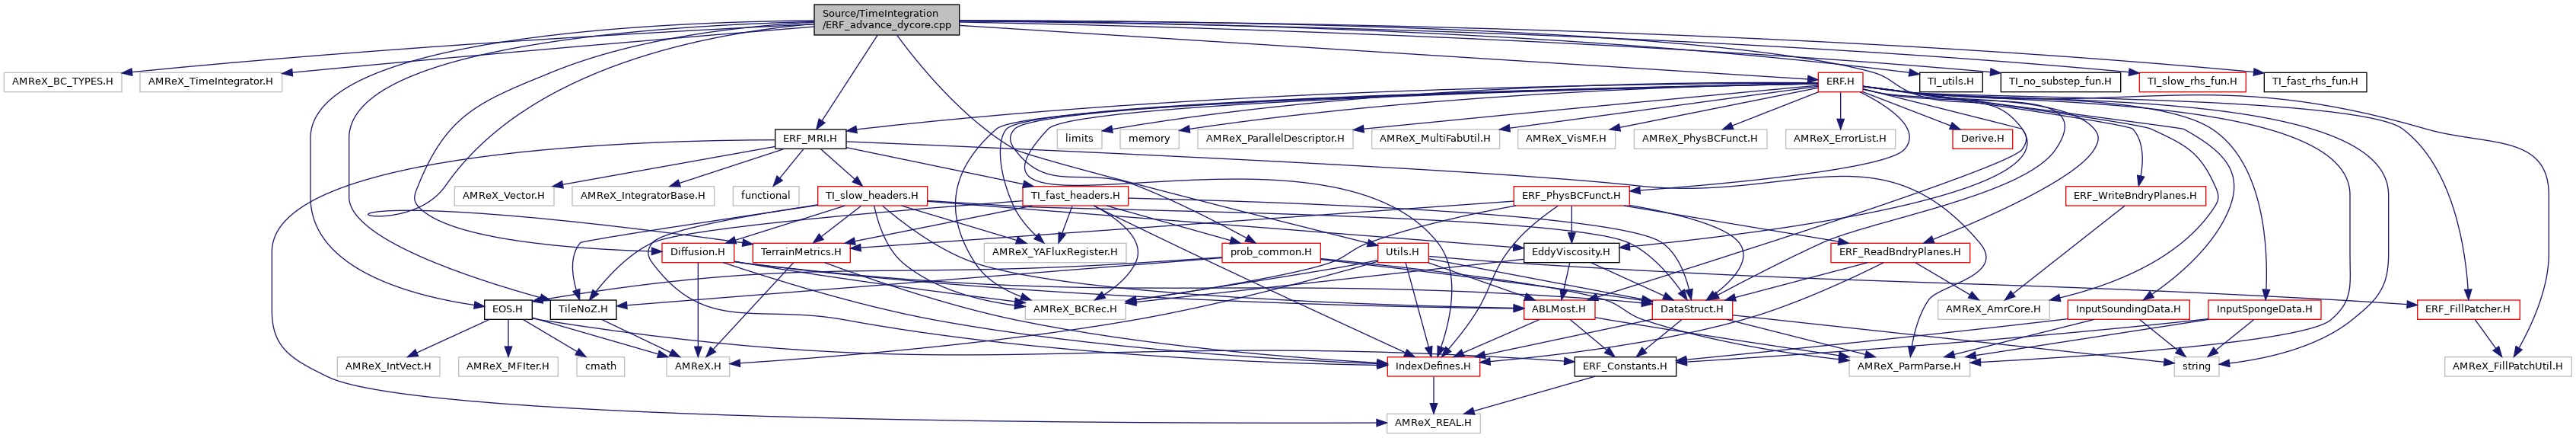 Source/TimeIntegration
/ERF_advance_dycore.cpp
AMReX_BC_TYPES.H
AMReX_TimeIntegrator.H
ERF.H
TI_utils.H
TI_no_substep_fun.H
TI_slow_rhs_fun.H
TI_fast_rhs_fun.H
ERF_MRI.H
limits
memory
AMReX_ParallelDescriptor.H
AMReX_MultiFabUtil.H
AMReX_VisMF.H
AMReX_PhysBCFunct.H
AMReX_ErrorList.H
Derive.H
AMReX_Vector.H
AMReX_IntegratorBase.H
functional
TI_slow_headers.H
TI_fast_headers.H
ERF_PhysBCFunct.H
ERF_WriteBndryPlanes.H
Diffusion.H
TerrainMetrics.H
AMReX_YAFluxRegister.H
prob_common.H
Utils.H
EddyViscosity.H
ERF_ReadBndryPlanes.H
EOS.H
TileNoZ.H
AMReX_BCRec.H
ABLMost.H
DataStruct.H
AMReX_AmrCore.H
InputSoundingData.H
InputSpongeData.H
ERF_FillPatcher.H
AMReX_IntVect.H
AMReX_MFIter.H
cmath
AMReX.H
IndexDefines.H
ERF_Constants.H
AMReX_ParmParse.H
string
AMReX_FillPatchUtil.H
AMReX_REAL.H